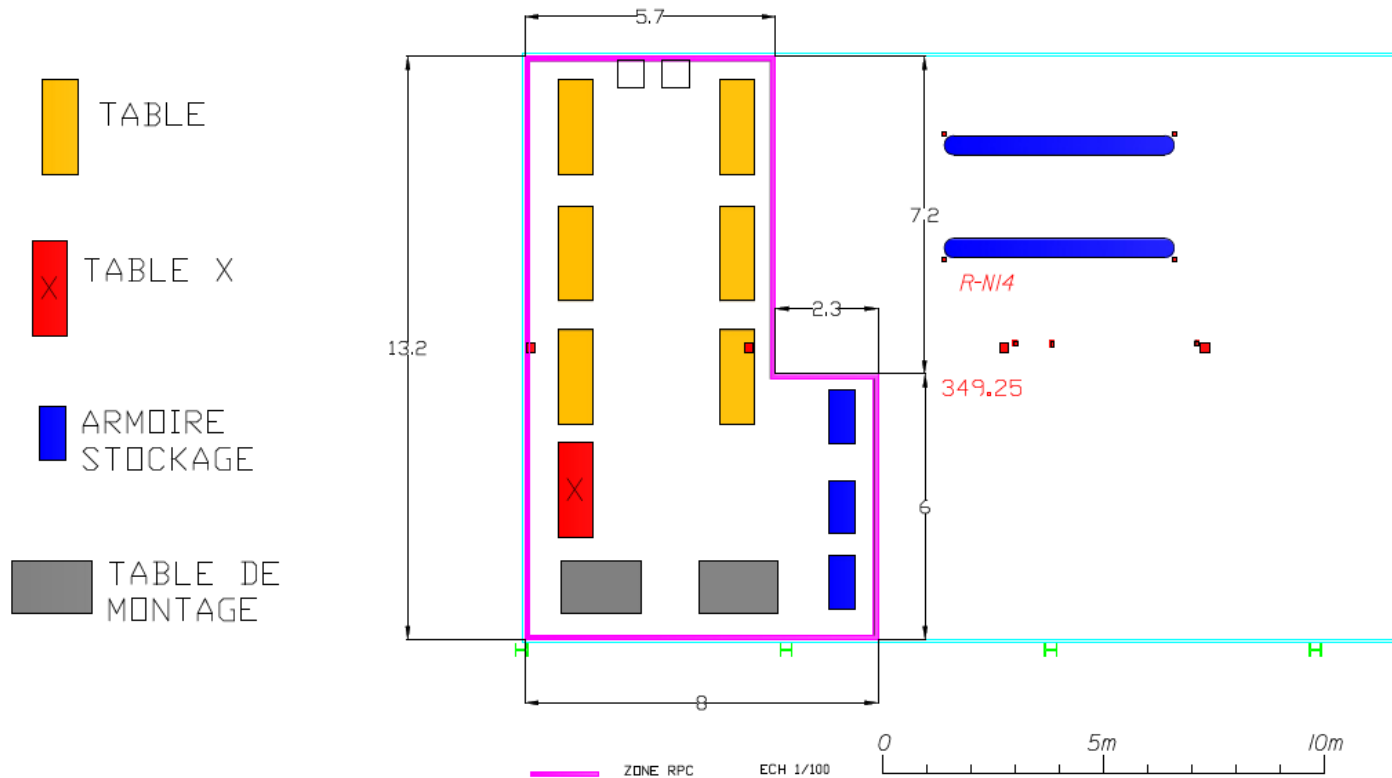 5.7
TABLE
TABLE X
X
ARMOIRE
STOCKAGE
TABLE DE
MONTAGE
13.2
7.2
2.3
6
X
8
R-N14
349.25
ZONE RPC
ECH 1/100
0
5m
10m